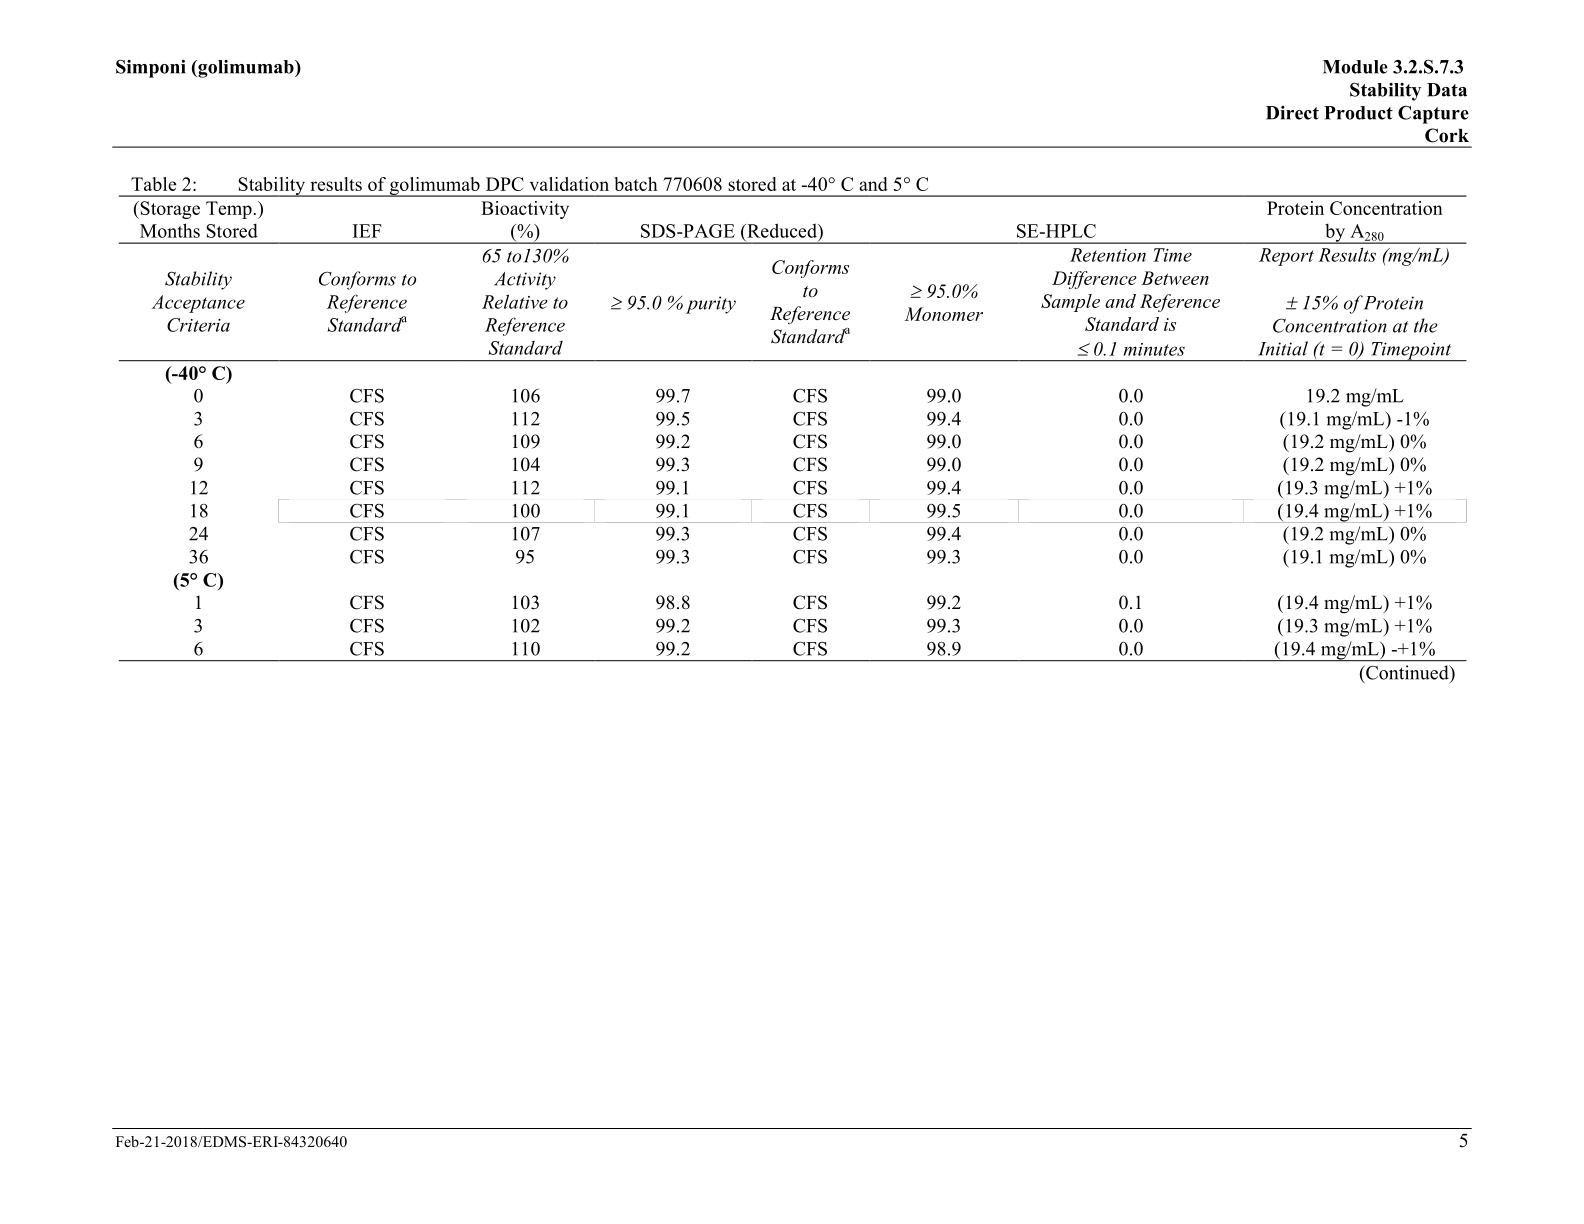 Simponi (golimumab)
Module 3.2.S.7.3
Stability Data
Direct Product Capture
Cork
Table 2: Stability results of golimumab DPC validation batch 770608 stored at -40° C and 5° C
(Storage Temp.) Bioactivity Protein Concentration
Months Stored IEF (%) SDS-PAGE (Reduced) SE-HPLC by A280
Stability Acceptance Criteria
Conforms to Reference Standardᵃ
65 to130% Activity Relative to Reference Standard
≥ 95.0 % purity
Conforms to Reference Standardᵃ
≥ 95.0% Monomer
Retention Time Difference Between Sample and Reference Standard is ≤ 0.1 minutes
Report Results (mg/mL)
± 15% of Protein Concentration at the Initial (t = 0) Timepoint
(-40° C)
0 CFS 106 99.7 CFS 99.0 0.0 19.2 mg/mL
3 CFS 112 99.5 CFS 99.4 0.0 (19.1 mg/mL) -1%
6 CFS 109 99.2 CFS 99.0 0.0 (19.2 mg/mL) 0%
9 CFS 104 99.3 CFS 99.0 0.0 (19.2 mg/mL) 0%
12 CFS 112 99.1 CFS 99.4 0.0 (19.3 mg/mL) +1%
18 CFS 100 99.1 CFS 99.5 0.0 (19.4 mg/mL) +1%
24 CFS 107 99.3 CFS 99.4 0.0 (19.2 mg/mL) 0%
36 CFS 95 99.3 CFS 99.3 0.0 (19.1 mg/mL) 0%
(5° C)
1 CFS 103 98.8 CFS 99.2 0.1 (19.4 mg/mL) +1%
3 CFS 102 99.2 CFS 99.3 0.0 (19.3 mg/mL) +1%
6 CFS 110 99.2 CFS 98.9 0.0 (19.4 mg/mL) -+1%
(Continued)
Feb-21-2018/EDMS-ERI-84320640
5